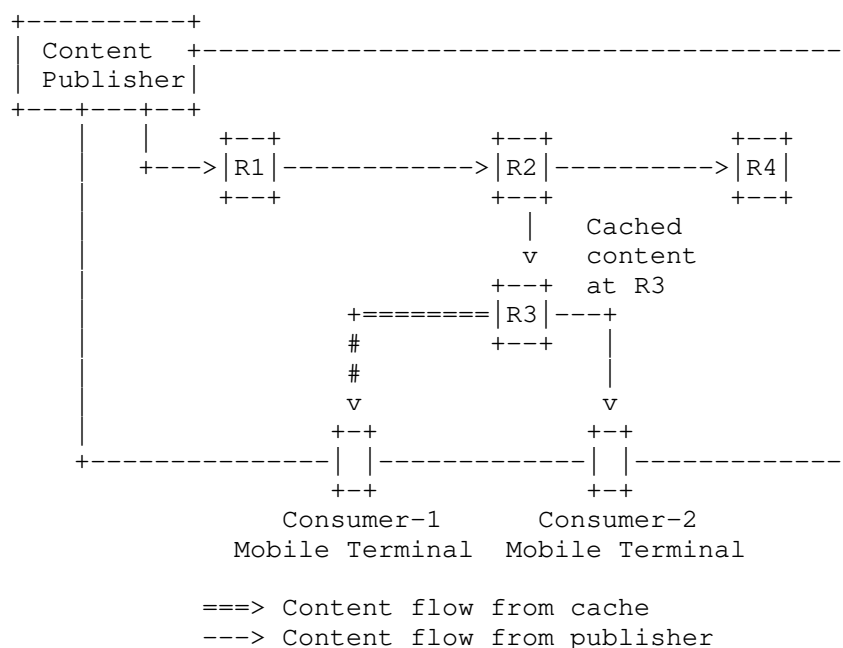 Content
Publisher
R1 R2 R4
Cached
content
at R3
R3
v v v
Consumer-1 Consumer-2
Mobile Terminal Mobile Terminal
===> Content flow from cache
---> Content flow from publisher